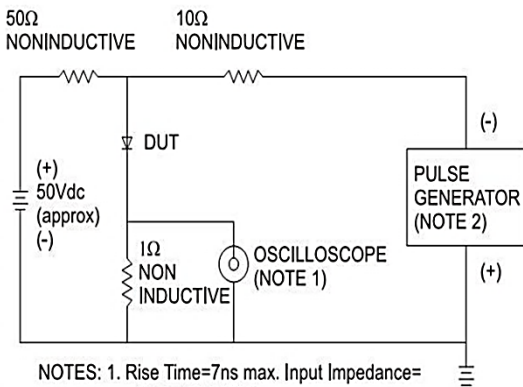 50Ω
NONINDUCTIVE
10Ω
NONINDUCTIVE
DUT
(+)
50Vdc
(approx)
(-)
1Ω
NON
INDUCTIVE
OSCILLOSCOPE
(NOTE 1)
(-)
PULSE
GENERATOR
(NOTE 2)
(+)
NOTES: 1. Rise Time=7ns max. Input Impedance=